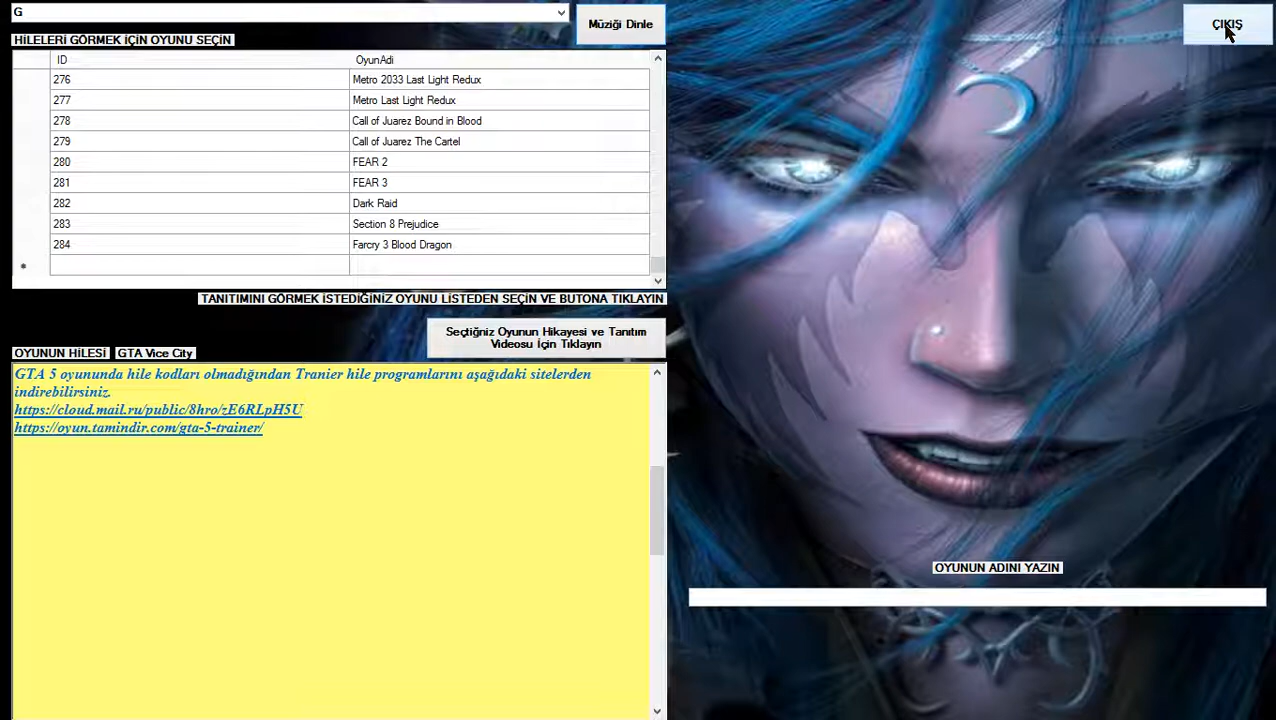 G
Müziği Dinle
ÇIKIŞ
HİLELERİ GÖRMEK İÇİN OYUNU SEÇİN
ID OyunAdi
276 Metro 2033 Last Light Redux
277 Metro Last Light Redux
278 Call of Juarez Bound in Blood
279 Call of Juarez The Cartel
280 FEAR 2
281 FEAR 3
282 Dark Raid
283 Section 8 Prejudice
284 Farcry 3 Blood Dragon
*
TANITIMINI GÖRMEK İSTEDİĞİNİZ OYUNU LİSTEDEN SEÇİN VE BUTONA TIKLAYIN
Seçtiğniz Oyunun Hikayesi ve Tanıtım
Videosu İçin Tıklayın
OYUNUN HİLESİ GTA Vice City
GTA 5 oyununda hile kodları olmadığından Tranier hile programlarını aşağıdaki sitelerden
indirebilirsiniz.
https://cloud.mail.ru/public/8hro/zE6RLpH5U
https://oyun.tamindir.com/gta-5-trainer/
OYUNUN ADINI YAZIN